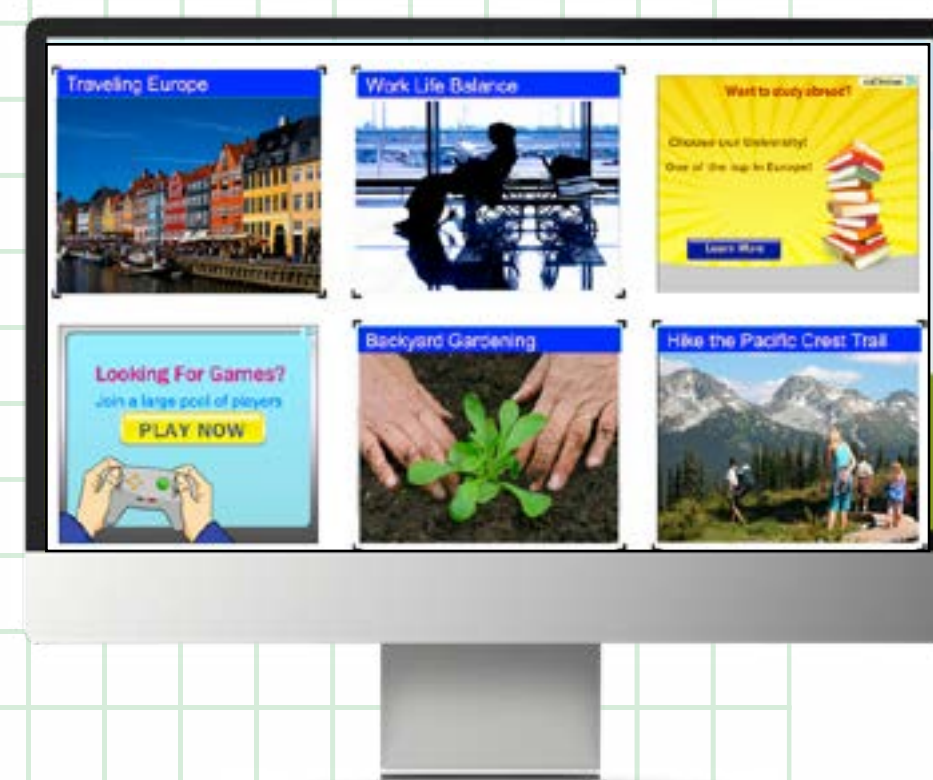 Traveling Europe
Work Life Balance
Want to study abroad?
Choose our University!
One of the top in Europe!
Learn More
Looking For Games?
Join a large pool of players
PLAY NOW
Backyard Gardening
Hike the Pacific Crest Trail